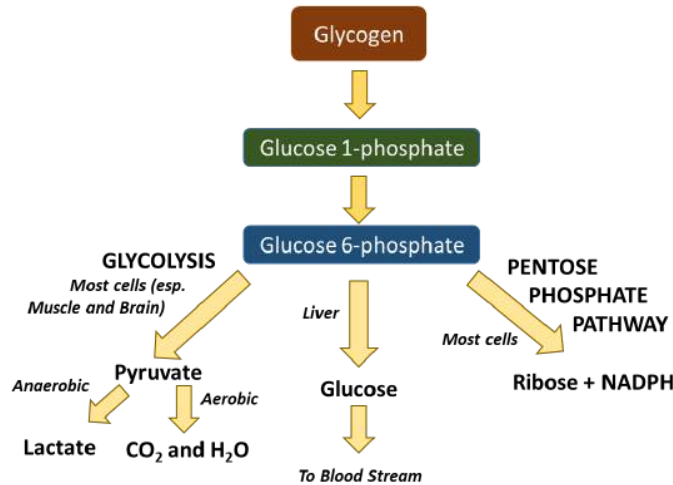 Glycogen
Glucose 1-phosphate
Glucose 6-phosphate
GLYCOLYSIS
Most cells (esp.
Muscle and Brain)
Liver
PENTOSE
PHOSPHATE
PATHWAY
Most cells
Pyruvate
Anaerobic
Aerobic
Glucose
Ribose + NADPH
Lactate
CO₂ and H₂O
To Blood Stream